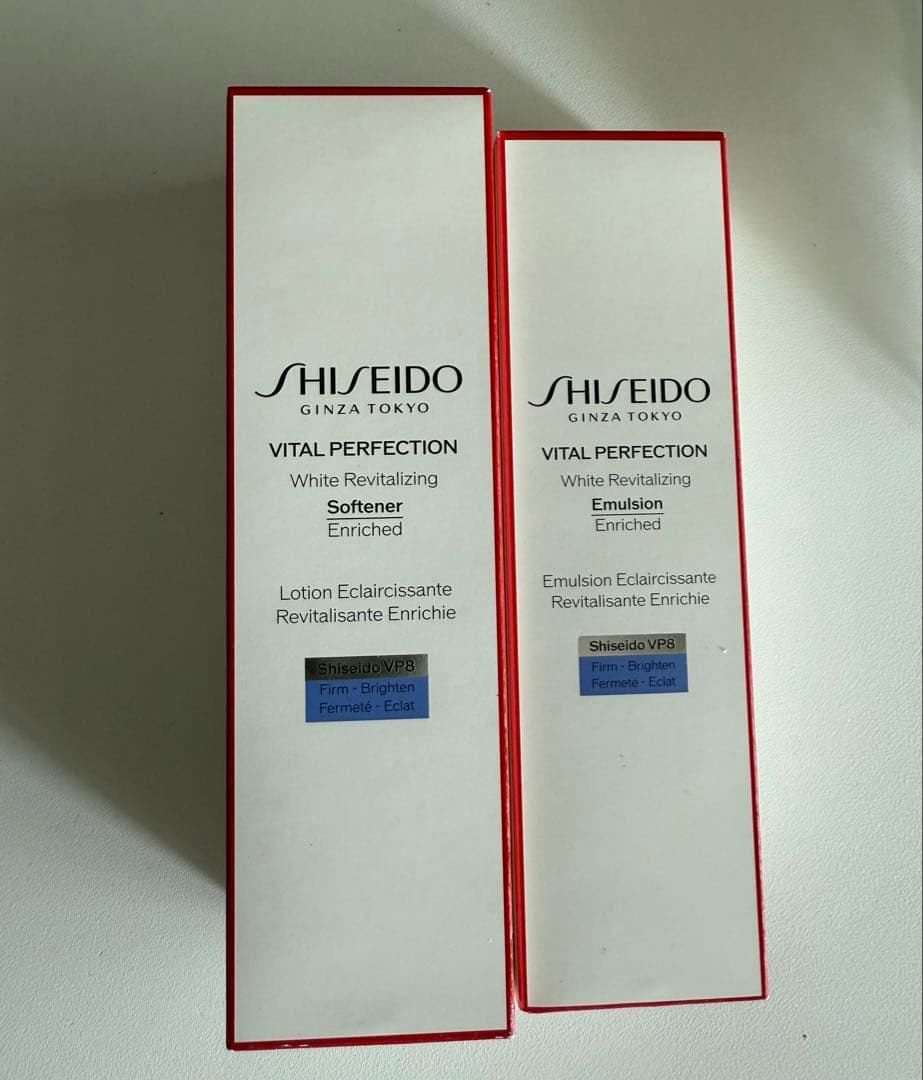 SHISEIDO
GINZA TOKYO
VITAL PERFECTION
White Revitalizing
Softener
Enriched
Lotion Eclaircissante
Revitalisante Enrichie
Shiseido VP8
Firm - Brighten
Fermeté - Eclat
SHISEIDO
GINZA TOKYO
VITAL PERFECTION
White Revitalizing
Emulsion
Enriched
Emulsion Eclaircissante
Revitalisante Enrichie
Shiseido VP8
Firm - Brighten
Fermeté - Eclat